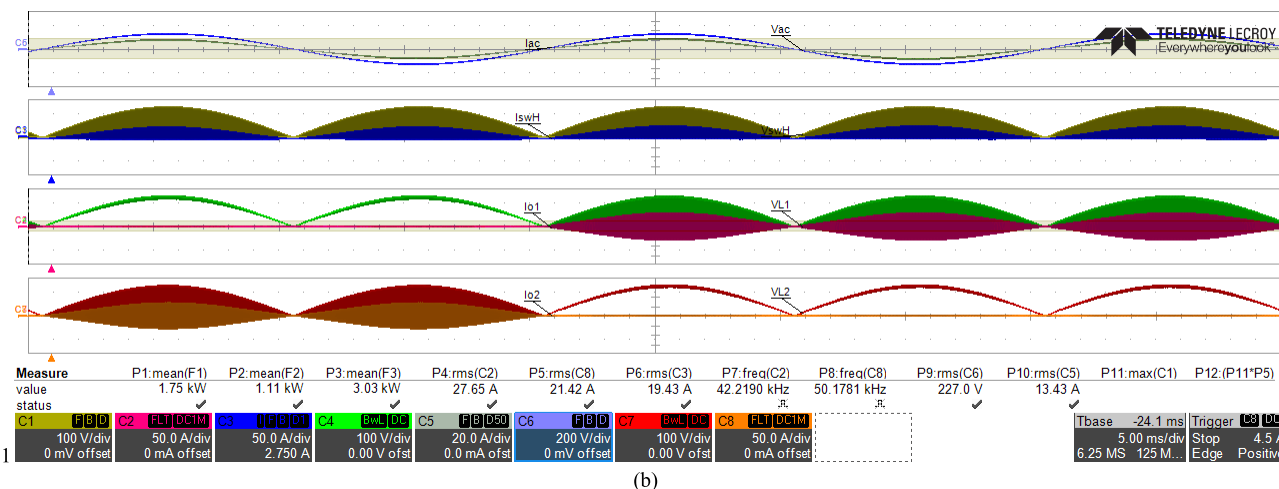 Vac
Iac
C6
TELEDYNE LECROY
Everywhereyoulook
C3
IswH
VswH
Io1
VL1
Io2
VL2
Measure P1:mean(F1) P2:mean(F2) P3:mean(F3) P4:rms(C2) P5:rms(C8) P6:rms(C3) P7:freq(C2) P8:freq(C8) P9:rms(C6) P10:rms(C5) P11:max(C1) P12:(P11*P5)
value 1.75 kW 1.11 kW 3.03 kW 27.65 A 21.42 A 19.43 A 42.2190 kHz 50.1781 kHz 227.0 V 13.43 A
status
C1 F B D C2 FLT DC1M C3 C4 BwL DC C5 F B D50 C6 F B D C7 BwL DC C8 FLT DC1M Tbase -24.1 ms Trigger C8
100 V/div 50.0 A/div 50.0 A/div 100 V/div 20.0 A/div 200 V/div 100 V/div 50.0 A/div 5.00 ms/div Stop 4.5
0 mV offset 0 mA offset 2.750 A 0.00 V ofst 0.0 mA ofst 0 mV offset 0.00 V ofst 0 mA offset 6.25 MS 125 M... Edge Positive
1
(b)